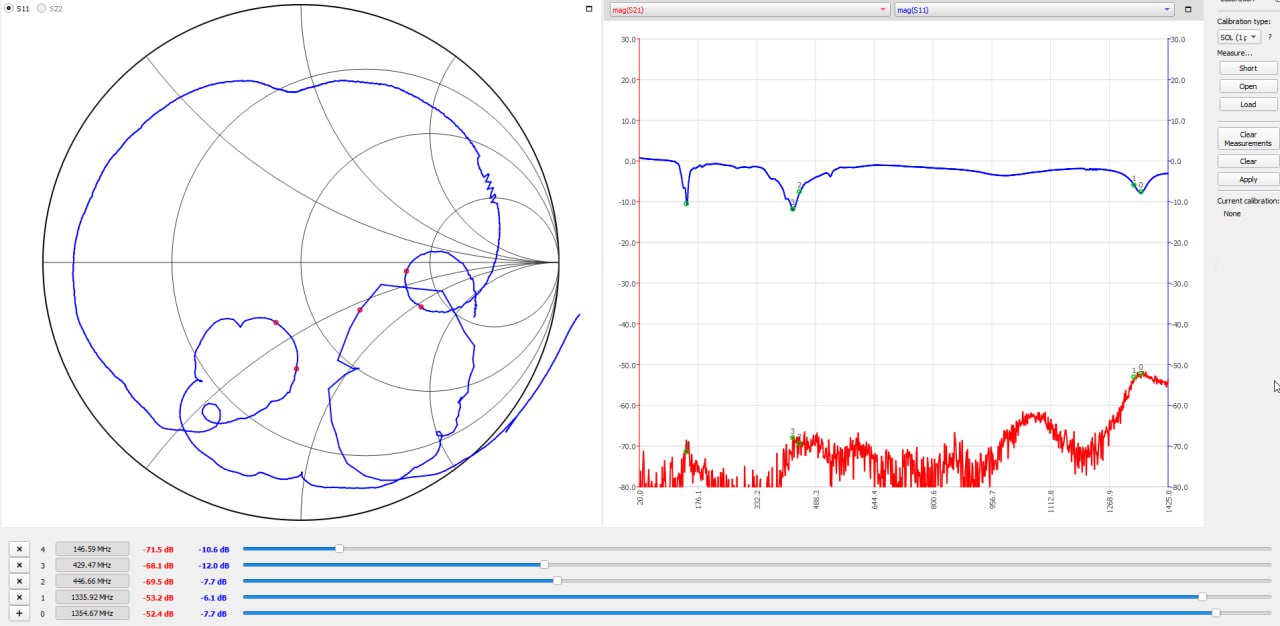 S11 S22
mag(S21) mag(S11)
30.0 30.0
20.0 20.0
10.0 10.0
0.0 0.0
-10.0 -10.0
-20.0 -20.0
-30.0 -30.0
-40.0 -40.0
-50.0 -50.0
-60.0 -60.0
-70.0 -70.0
-80.0 -80.0
20.0 176.1 332.2 488.3 644.4 800.6 956.7 1112.8 1268.9 1425.0
2
3
1 0
1 0
3
Calibration type:
SOL (1 ?
Measure...
Short
Open
Load
Clear
Measurements
Clear
Apply
Current calibration:
None
× 4 146.59 MHz -71.5 dB -10.6 dB
× 3 429.47 MHz -68.1 dB -12.0 dB
× 2 446.66 MHz -69.5 dB -7.7 dB
× 1 1335.92 MHz -53.2 dB -6.1 dB
+ 0 1354.67 MHz -52.4 dB -7.7 dB